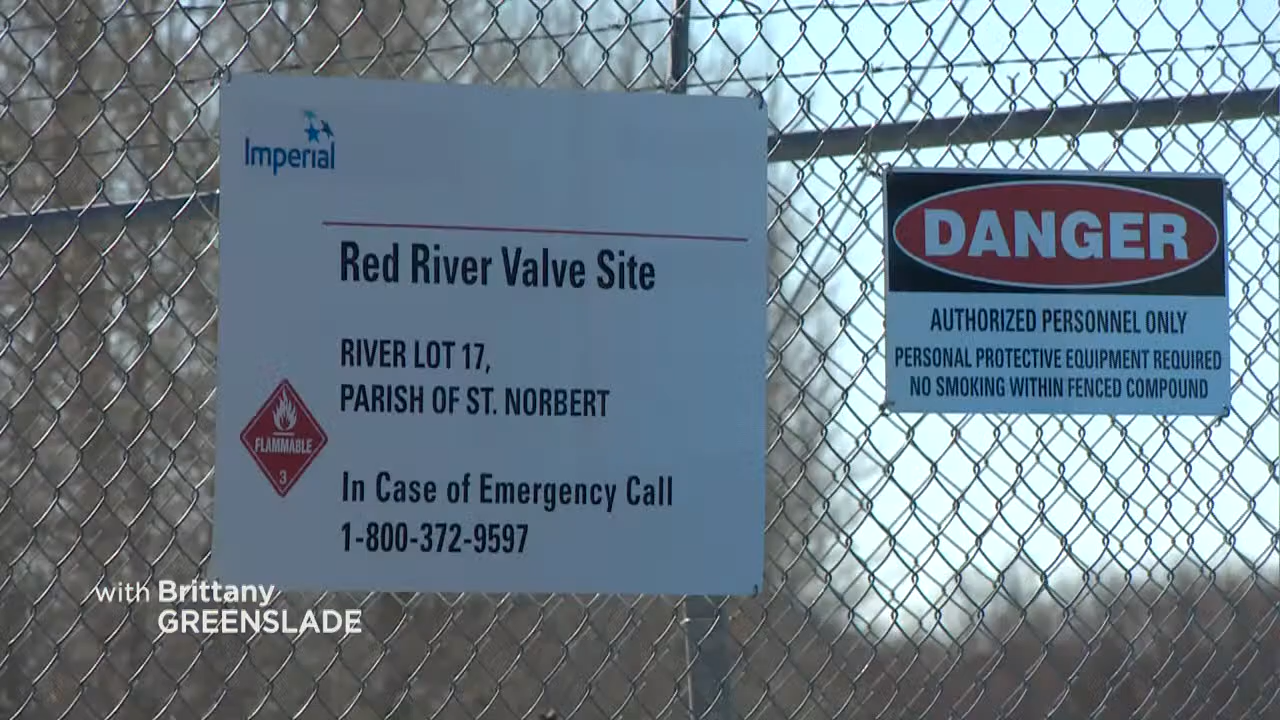 Imperial
Red River Valve Site
RIVER LOT 17,
PARISH OF ST. NORBERT
FLAMMABLE
3
In Case of Emergency Call
1-800-372-9597
DANGER
AUTHORIZED PERSONNEL ONLY
PERSONAL PROTECTIVE EQUIPMENT REQUIRED
NO SMOKING WITHIN FENCED COMPOUND
with Brittany
GREENSLADE